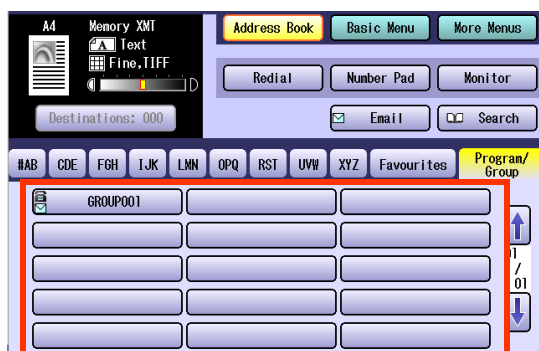 A4 Memory XMT
A Text
Fine,TIFF
D
Destinations: 000
Address Book Basic Menu More Menus
Redial Number Pad Monitor
Email Search
#AB CDE FGH IJK LMN OPQ RST UVW XYZ Favourites Program/
Group
GROUP001
/
01